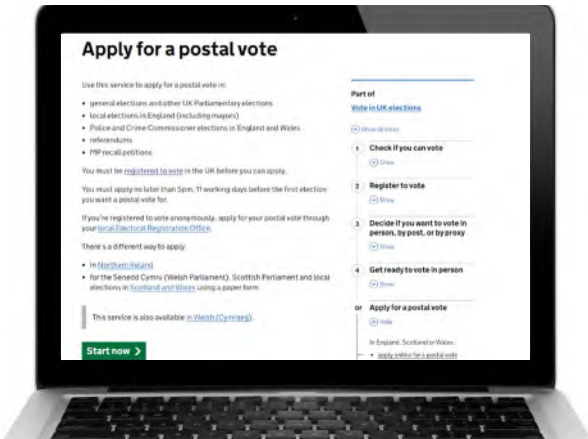 Apply for a postal vote
Use this service to apply for a postal vote in:
• general elections and other UK Parliamentary elections
• local elections in England (including mayors)
• Police and Crime Commissioner elections in England and Wales
• referendums
• MP recall petitions
You must be registered to vote in the UK before you can apply.
You must apply no later than 5pm, 11 working days before the first election
you want a postal vote for.
If you're registered to vote anonymously, apply for your postal vote through
your local Electoral Registration Office.
There's a different way to apply:
• in Northern Ireland
• for the Senedd Cymru (Welsh Parliament), Scottish Parliament and local
elections in Scotland and Wales using a paper form
This service is also available in Welsh (Cymraeg).
Start now
Part of
Vote in UK elections
Show all steps
1 Check if you can vote
Show
2 Register to vote
Show
3 Decide if you want to vote in
person, by post, or by proxy
Show
4 Get ready to vote in person
Show
or Apply for a postal vote
Hide
In England, Scotland or Wales:
• apply online for a postal vote